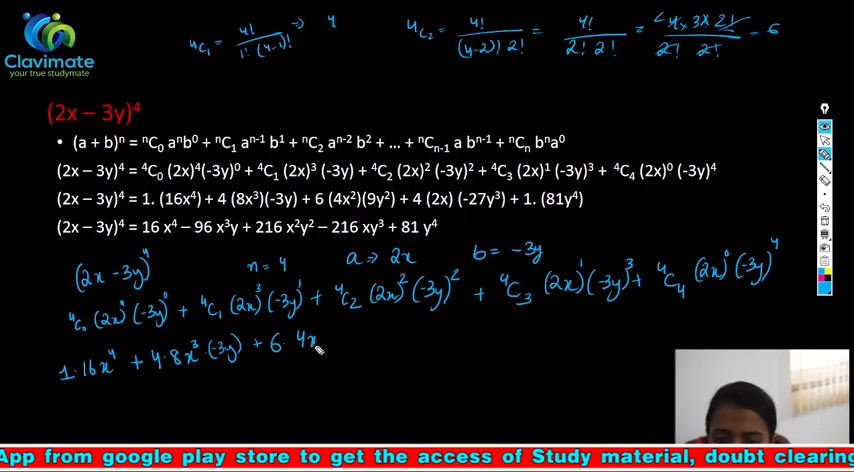 ⁴C₁ = 4!/(1! (4-1)!) ⇒ 4
⁴C₂ = 4!/((4-2)! 2!) = 4!/(2! 2!) = (4 x 3 x 2!)/(2! 2!) = 6
Clavimate
your true studymate
(2x – 3y)⁴
• (a + b)ⁿ = ⁿC₀ aⁿb⁰ + ⁿC₁ aⁿ⁻¹ b¹ + ⁿC₂ aⁿ⁻² b² + ... + ⁿCₙ₋₁ a bⁿ⁻¹ + ⁿCₙ bⁿa⁰
(2x – 3y)⁴ = ⁴C₀ (2x)⁴(-3y)⁰ + ⁴C₁ (2x)³ (-3y) + ⁴C₂ (2x)² (-3y)² + ⁴C₃ (2x)¹ (-3y)³ + ⁴C₄ (2x)⁰ (-3y)⁴
(2x – 3y)⁴ = 1. (16x⁴) + 4 (8x³)(-3y) + 6 (4x²)(9y²) + 4 (2x) (-27y³) + 1. (81y⁴)
(2x – 3y)⁴ = 16 x⁴ – 96 x³y + 216 x²y² – 216 xy³ + 81 y⁴
(2x - 3y)⁴ n = 4 a ⇒ 2x b = -3y
⁴C₀ (2x)⁴ (-3y)⁰ + ⁴C₁ (2x)³ (-3y)¹ + ⁴C₂ (2x)² (-3y)² + ⁴C₃ (2x)¹ (-3y)³ + ⁴C₄ (2x)⁰ (-3y)⁴
1. 16x⁴ + 4. 8x³. (-3y) + 6. 4x
App from google play store to get the access of Study material, doubt clearing